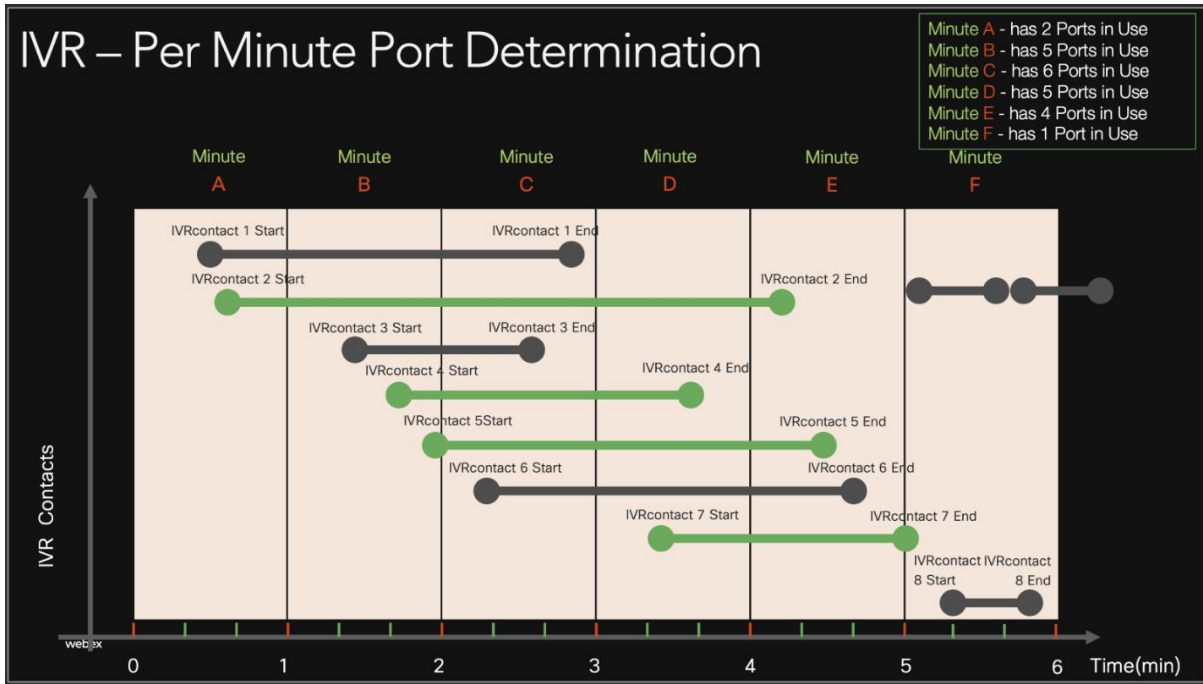 IVR – Per Minute Port Determination
Minute A - has 2 Ports in Use
Minute B - has 5 Ports in Use
Minute C - has 6 Ports in Use
Minute D - has 5 Ports in Use
Minute E - has 4 Ports in Use
Minute F - has 1 Port in Use
Minute Minute Minute Minute Minute Minute
A B C D E F
IVRcontact 1 Start IVRcontact 1 End
IVRcontact 2 Start IVRcontact 2 End
IVRcontact 3 Start IVRcontact 3 End
IVRcontact 4 Start IVRcontact 4 End
IVRcontact 5Start IVRcontact 5 End
IVRcontact 6 Start IVRcontact 6 End
IVRcontact 7 Start IVRcontact 7 End
IVRcontact IVRcontact
8 Start 8 End
IVR Contacts
webex
0 1 2 3 4 5 6 Time(min)